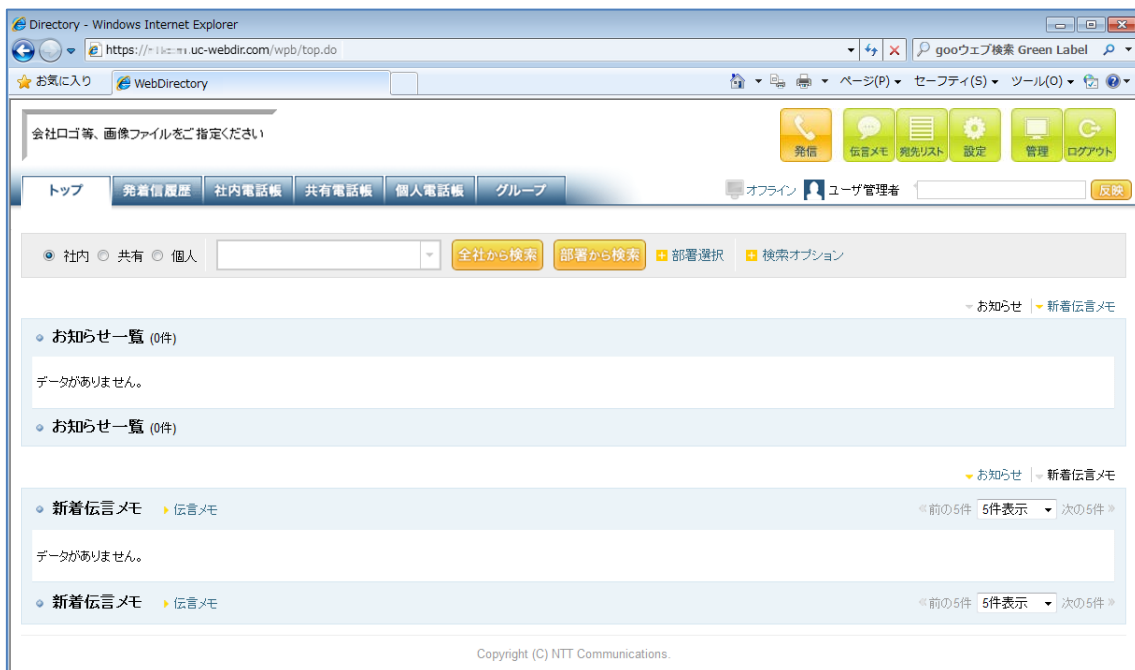 Directory - Windows Internet Explorer
https:// .uc-webdir.com/wpb/top.do
gooウェブ検索 Green Label
お気に入り WebDirectory ページ(P) セーフティ(S) ツール(O)
会社ロゴ等、画像ファイルをご指定ください
発信 伝言メモ 宛先リスト 設定 管理 ログアウト
トップ 発着信履歴 社内電話帳 共有電話帳 個人電話帳 グループ オフライン ユーザ管理者 反映
社内 共有 個人 全社から検索 部署から検索 部署選択 検索オプション
お知らせ 新着伝言メモ
お知らせ一覧 (0件)
データがありません。
お知らせ一覧 (0件)
お知らせ 新着伝言メモ
新着伝言メモ 伝言メモ «前の5件 5件表示 次の5件»
データがありません。
新着伝言メモ 伝言メモ «前の5件 5件表示 次の5件»
Copyright (C) NTT Communications.